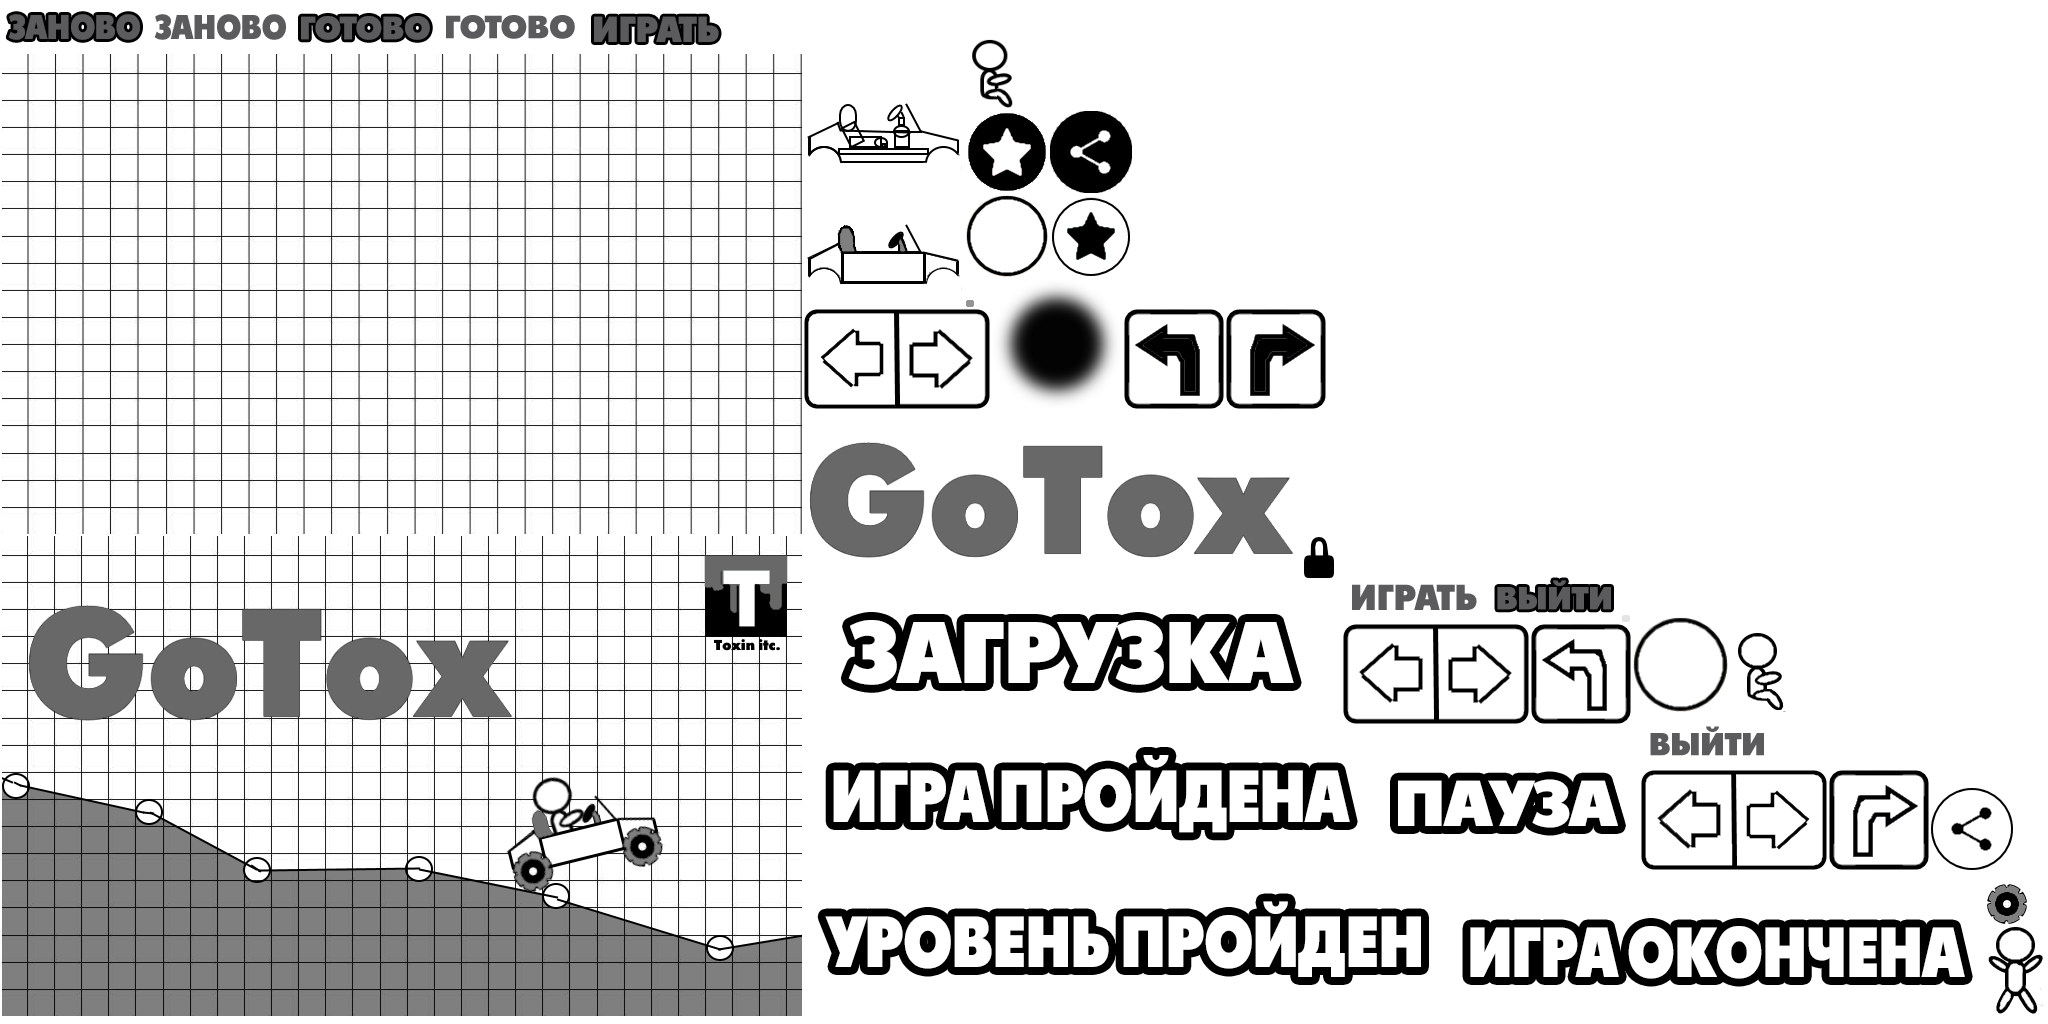 ЗАНОВО ЗАНОВО ГОТОВО ГОТОВО ИГРАТЬ
GoTox
T
Toxin itc.
GoTox
ИГРАТЬ ВЫЙТИ
ЗАГРУЗКА
ВЫЙТИ
ИГРА ПРОЙДЕНА
ПАУЗА
УРОВЕНЬ ПРОЙДЕН
ИГРА ОКОНЧЕНА